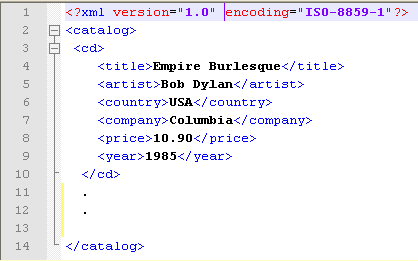 1 <?xml version="1.0" encoding="ISO-8859-1"?>
2 <catalog>
3 <cd>
4 <title>Empire Burlesque</title>
5 <artist>Bob Dylan</artist>
6 <country>USA</country>
7 <company>Columbia</company>
8 <price>10.90</price>
9 <year>1985</year>
10 </cd>
11 .
12 .
13
14 </catalog>